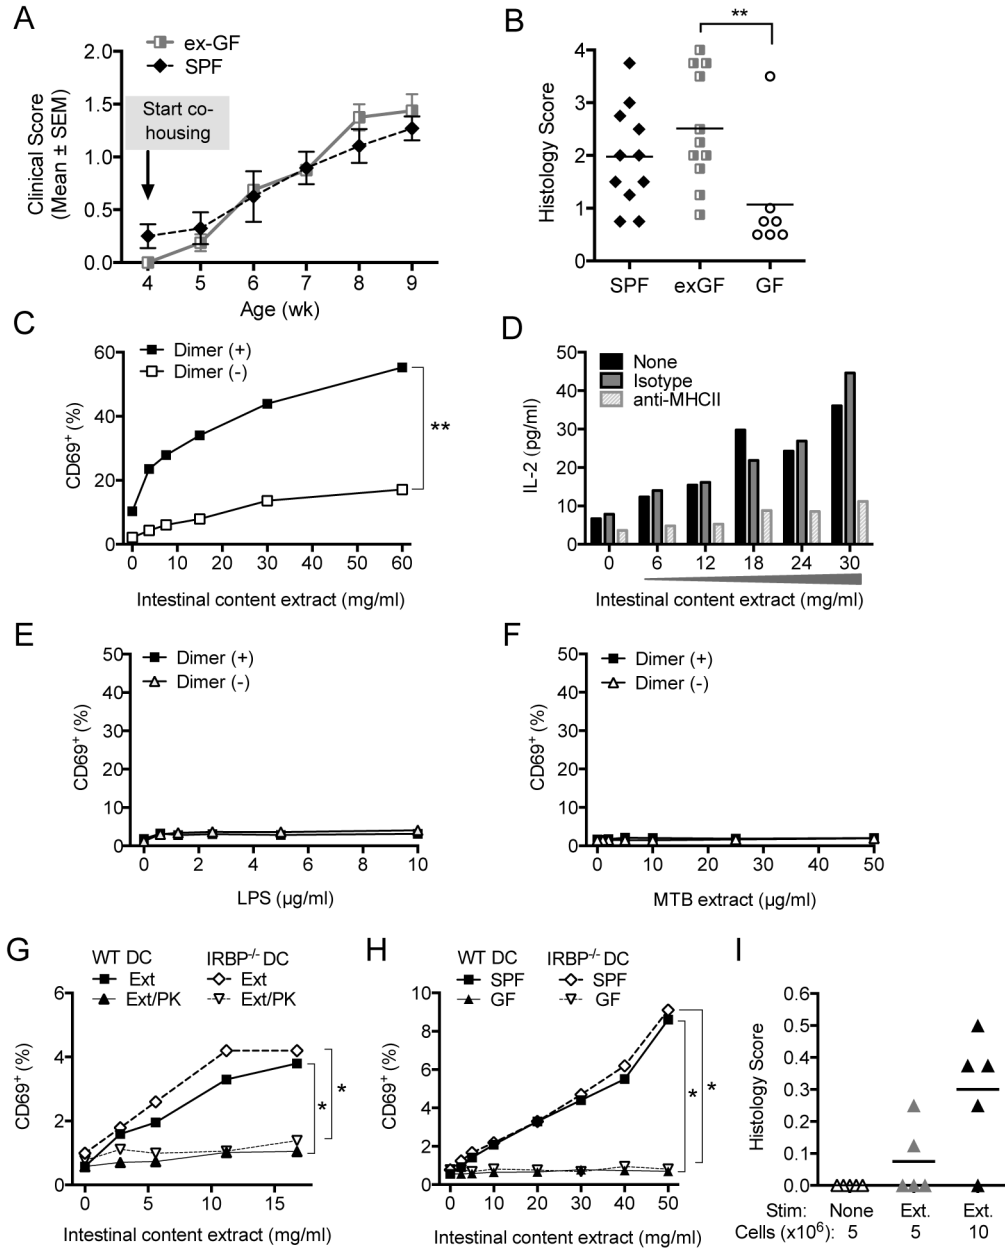 A
ex-GF
SPF
Start co-
housing
Clinical Score
(Mean ± SEM)
2.0
1.5
1.0
0.5
0.0
4 5 6 7 8 9
Age (wk)
B
**
Histology Score
4
3
2
1
0
SPF exGF GF
C
Dimer (+)
Dimer (-)
CD69+ (%)
60
40
20
0
**
0 10 20 30 40 50 60
Intestinal content extract (mg/ml)
D
None
Isotype
anti-MHCII
IL-2 (pg/ml)
50
40
30
20
10
0
0 6 12 18 24 30
Intestinal content extract (mg/ml)
E
Dimer (+)
Dimer (-)
CD69+ (%)
50
40
30
20
10
0
0 2 4 6 8 10
LPS (µg/ml)
F
Dimer (+)
Dimer (-)
CD69+ (%)
50
40
30
20
10
0
0 10 20 30 40 50
MTB extract (µg/ml)
G
WT DC IRBP-/- DC
Ext Ext
Ext/PK Ext/PK
CD69+ (%)
6
4
2
0
*
*
0 5 10 15
Intestinal content extract (mg/ml)
H
WT DC IRBP-/- DC
SPF SPF
GF GF
CD69+ (%)
10
8
6
4
2
0
*
*
0 10 20 30 40 50
Intestinal content extract (mg/ml)
I
Histology Score
0.6
0.5
0.4
0.3
0.2
0.1
0.0
Stim: None Ext. Ext.
Cells (x106): 5 5 10